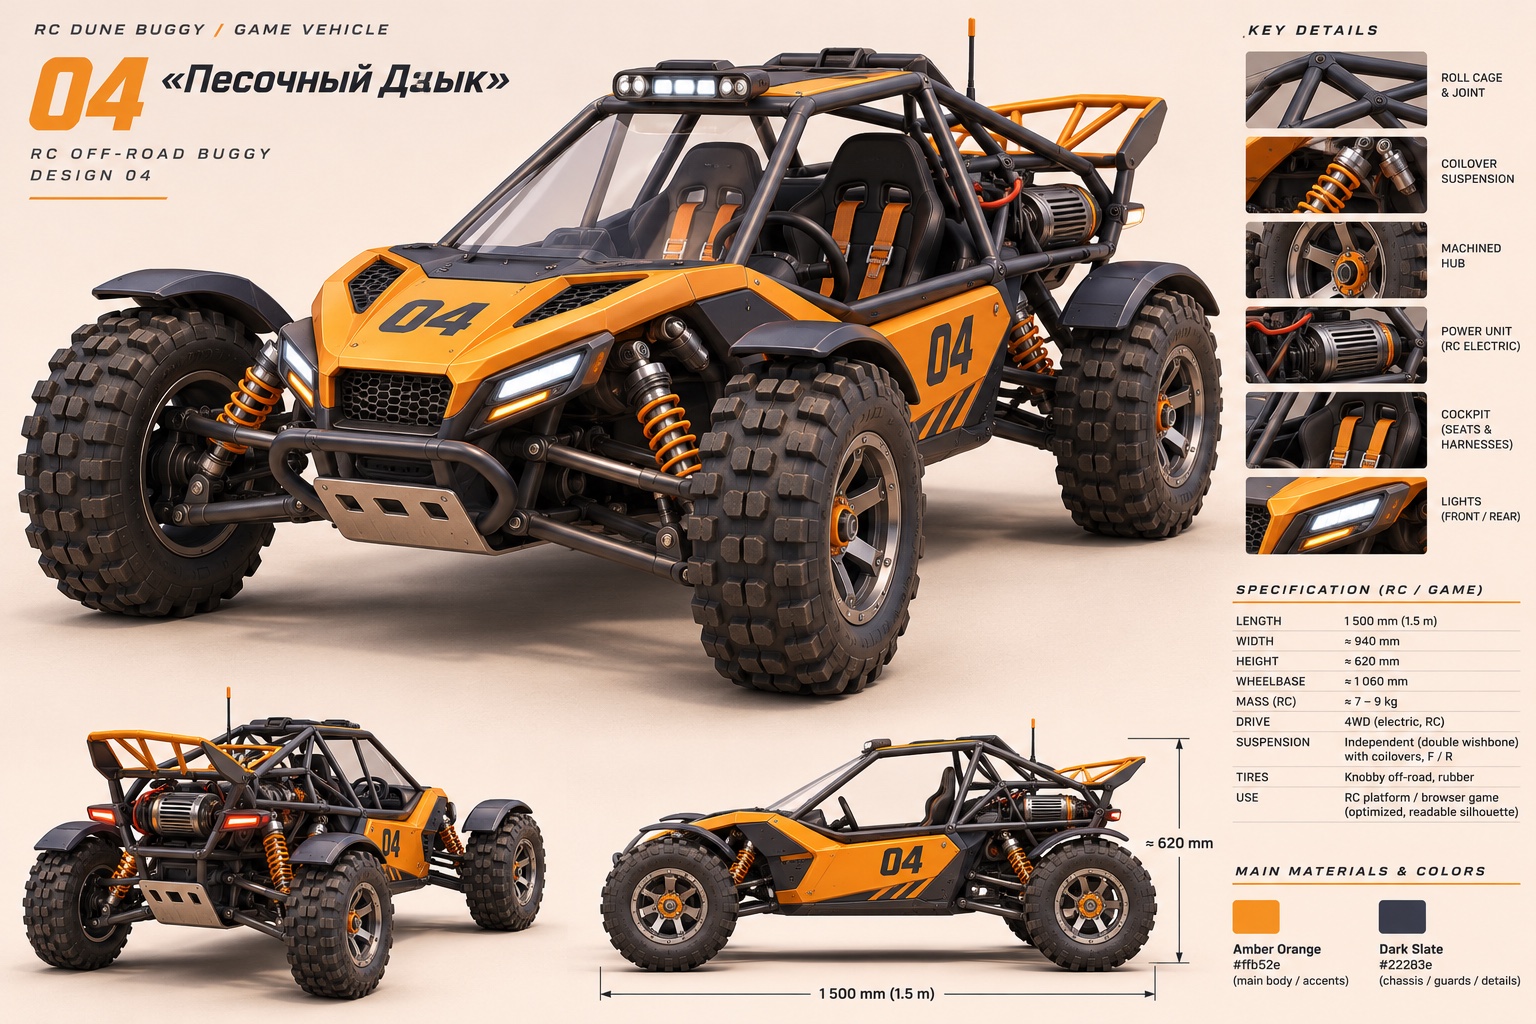 RC DUNE BUGGY / GAME VEHICLE
04 «Песочный
RC OFF-ROAD BUGGY
DESIGN 04
04
04
KEY DETAILS
ROLL CAGE
& JOINT
COILOVER
SUSPENSION
MACHINED
HUB
POWER UNIT
(RC ELECTRIC)
COCKPIT
(SEATS &
HARNESSES)
LIGHTS
(FRONT / REAR)
SPECIFICATION (RC / GAME)
LENGTH 1 500 mm (1.5 m)
WIDTH ≈ 940 mm
HEIGHT ≈ 620 mm
WHEELBASE ≈ 1 060 mm
MASS (RC) ≈ 7 – 9 kg
DRIVE 4WD (electric, RC)
SUSPENSION Independent (double wishbone)
with coilovers, F / R
TIRES Knobby off-road, rubber
USE RC platform / browser game
(optimized, readable silhouette)
04
04
≈ 620 mm
1 500 mm (1.5 m)
MAIN MATERIALS & COLORS
Amber Orange
#ffb52e
(main body / accents)
Dark Slate
#22283e
(chassis / guards / details)